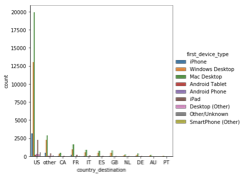 20000
17500
15000
12500
10000
7500
5000
2500
0
count
US other CA FR IT ES GB NL DE AU PT
country_destination
first_device_type
iPhone
Windows Desktop
Mac Desktop
Android Tablet
Android Phone
iPad
Desktop (Other)
Other/Unknown
SmartPhone (Other)